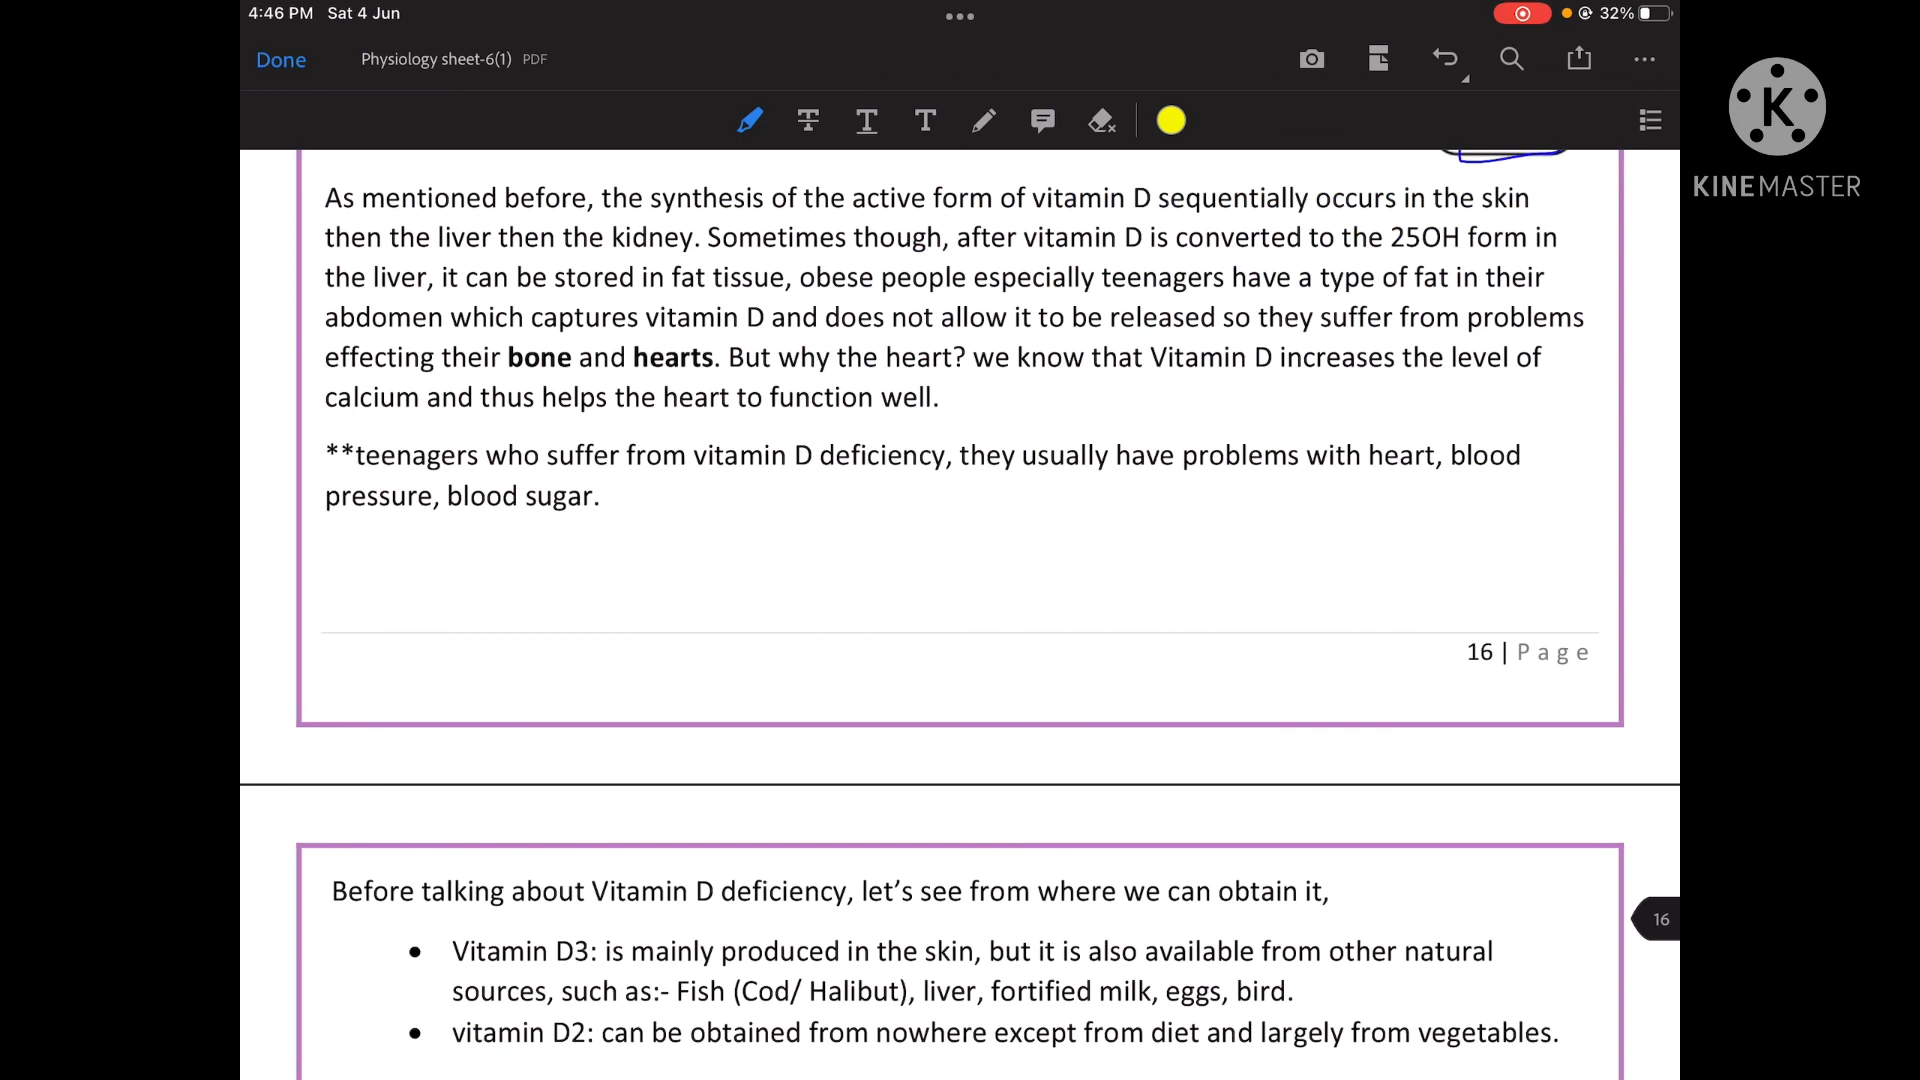 4:46 PM Sat 4 Jun
32%
Done
Physiology sheet-6(1) PDF
K
KINEMASTER
As mentioned before, the synthesis of the active form of vitamin D sequentially occurs in the skin
then the liver then the kidney. Sometimes though, after vitamin D is converted to the 25OH form in
the liver, it can be stored in fat tissue, obese people especially teenagers have a type of fat in their
abdomen which captures vitamin D and does not allow it to be released so they suffer from problems
effecting their bone and hearts. But why the heart? we know that Vitamin D increases the level of
calcium and thus helps the heart to function well.
**teenagers who suffer from vitamin D deficiency, they usually have problems with heart, blood
pressure, blood sugar.
16 | Page
Before talking about Vitamin D deficiency, let’s see from where we can obtain it,
16
• Vitamin D3: is mainly produced in the skin, but it is also available from other natural
sources, such as:- Fish (Cod/ Halibut), liver, fortified milk, eggs, bird.
• vitamin D2: can be obtained from nowhere except from diet and largely from vegetables.